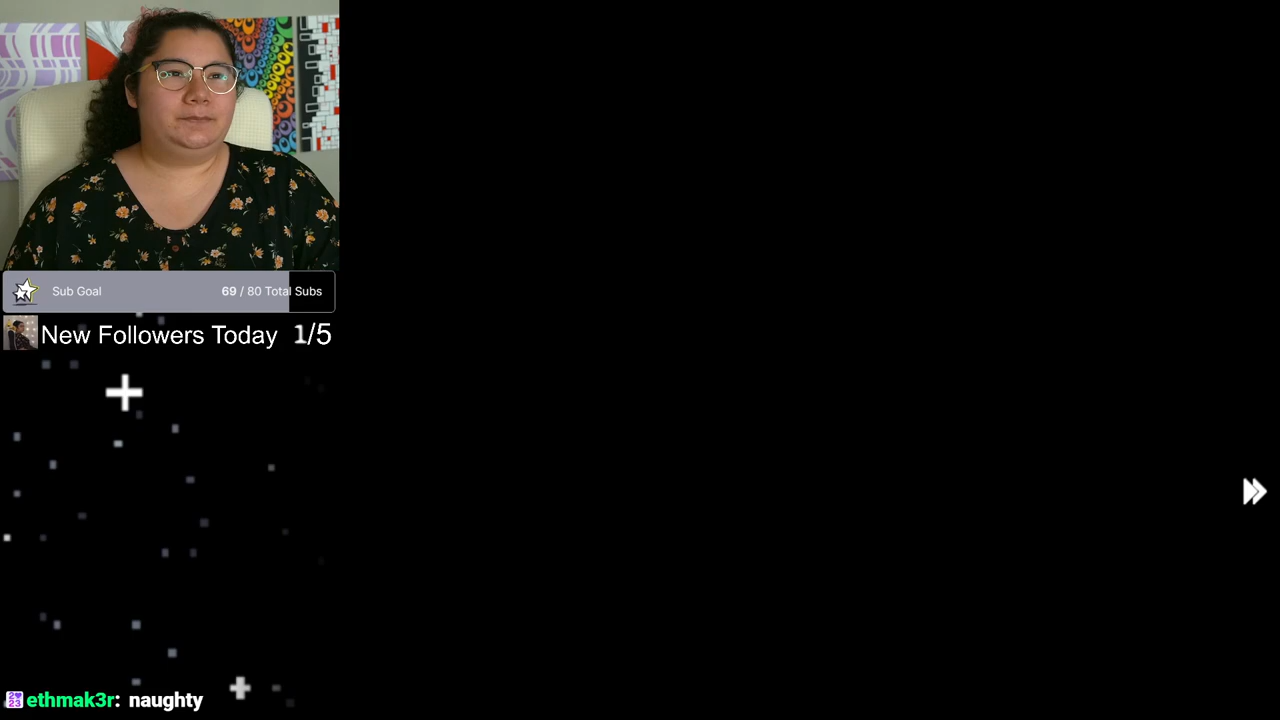 Sub Goal 69 / 80 Total Subs
New Followers Today 1/5
ethmak3r: naughty